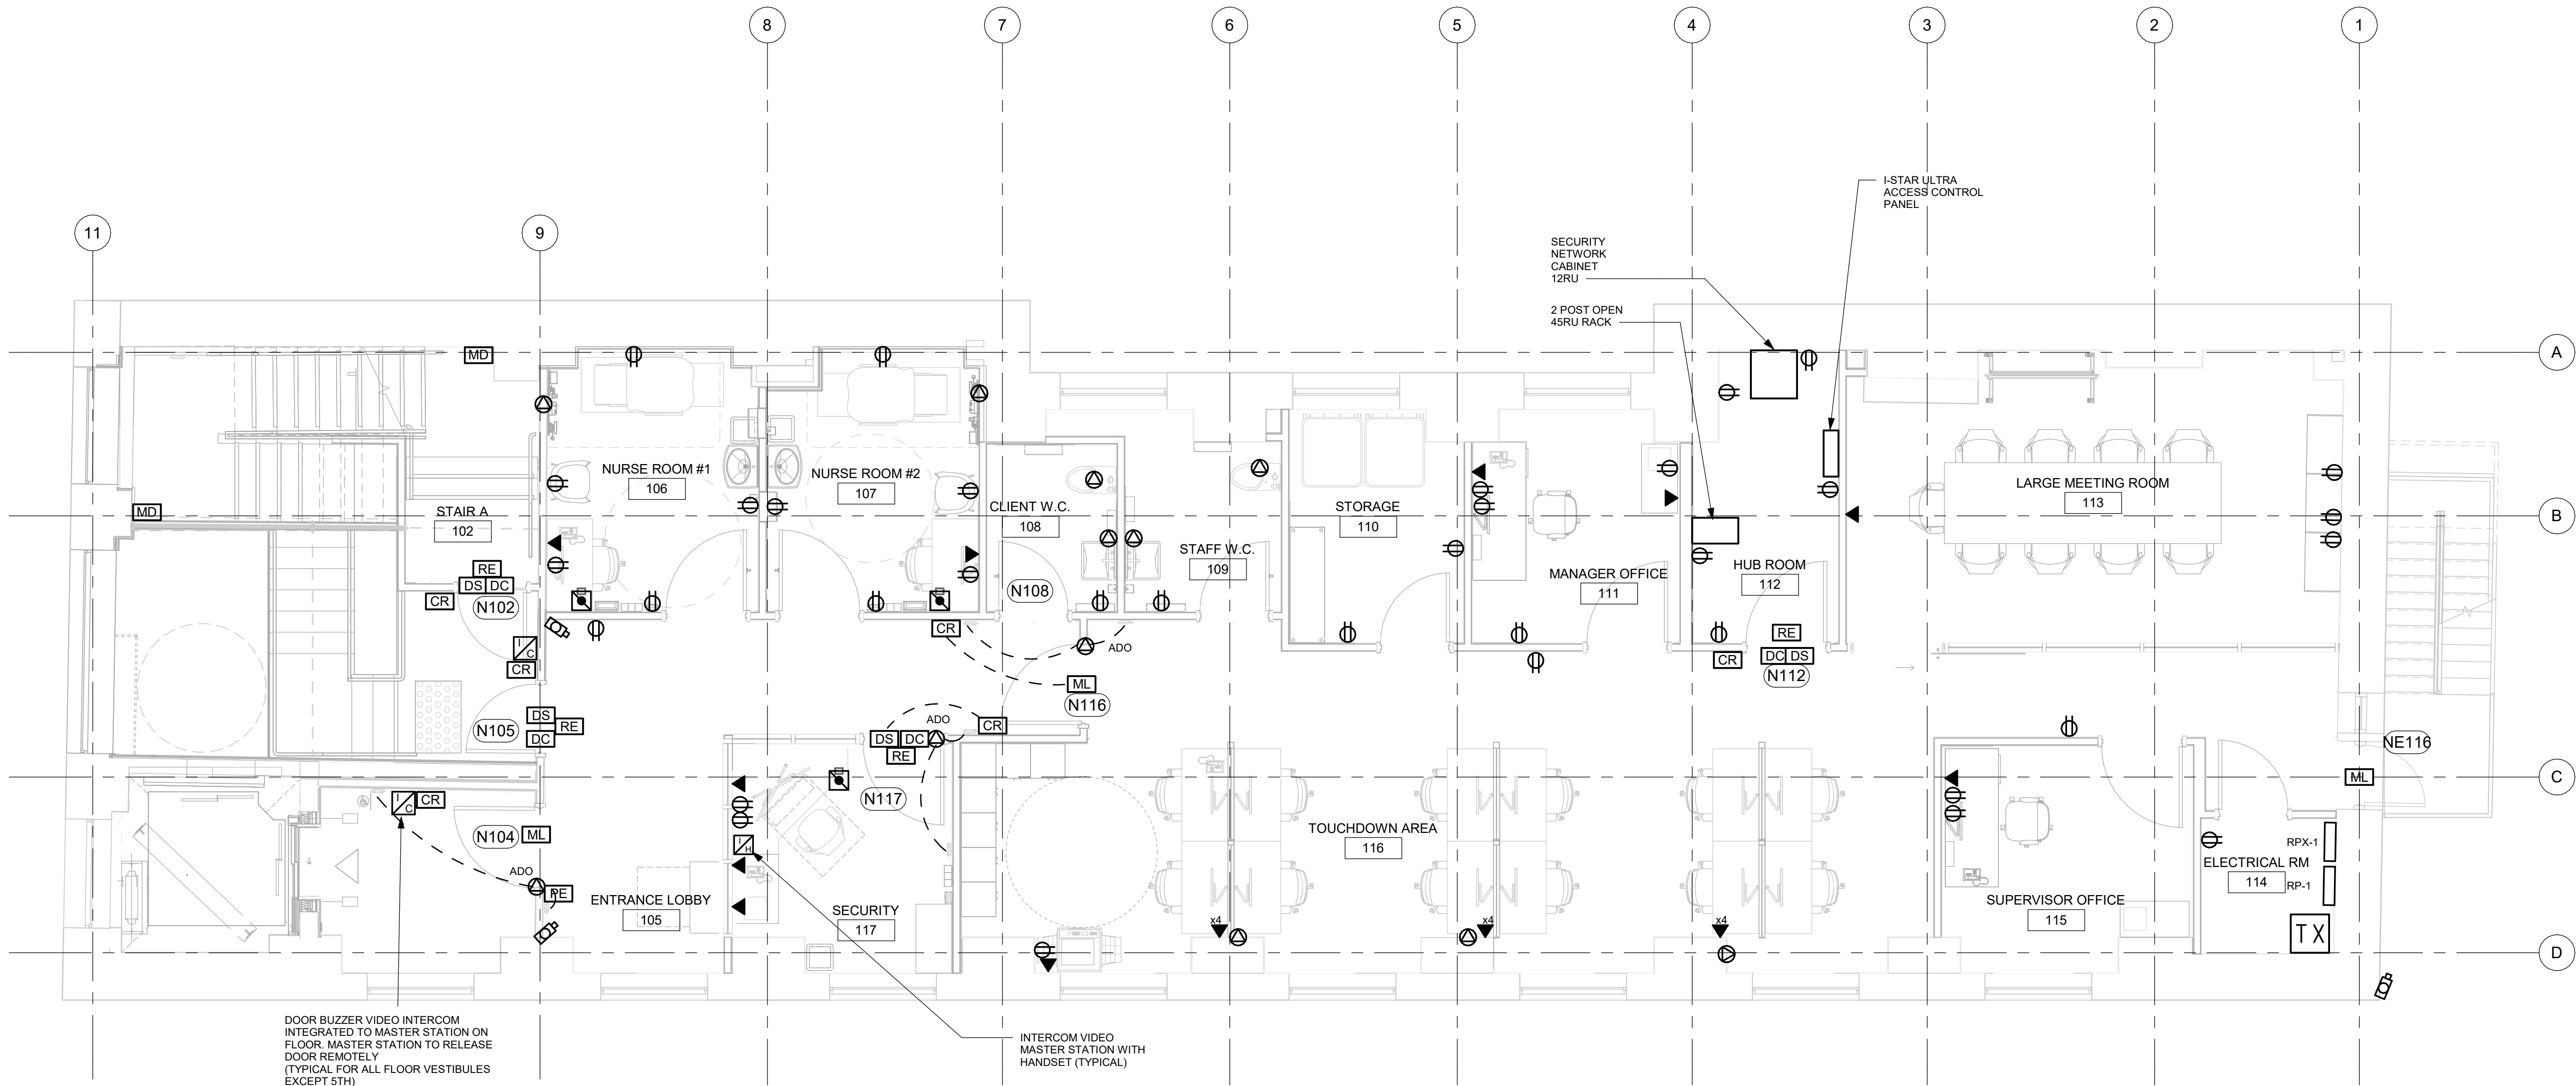 8
7
6
5
4
3
2
1
I-STAR ULTRA
ACCESS CONTROL
PANEL
11
9
SECURITY
NETWORK
CABINET
12RU
2 POST OPEN
45RU RACK
A
MD
NURSE ROOM #1
106
NURSE ROOM #2
107
LARGE MEETING ROOM
113
MD
STAIR A
102
CLIENT W.C.
108
STORAGE
110
B
STAFF W.C.
109
MANAGER OFFICE
111
HUB ROOM
112
RE
DS DC
CR
N102
N108
I C
CR
CR
ADO
RE
CR
DC DS
N112
ML
N116
DS
RE
DC
N105
ADO
CR
DS DC
RE
NE116
C
ML
I C
CR
N117
N104
ML
TOUCHDOWN AREA
116
I H
RPX-1
ELECTRICAL RM
114
RP-1
ADO
RE
ENTRANCE LOBBY
105
SECURITY
117
SUPERVISOR OFFICE
115
x4
x4
x4
TX
D
DOOR BUZZER VIDEO INTERCOM
INTEGRATED TO MASTER STATION ON
FLOOR. MASTER STATION TO RELEASE
DOOR REMOTELY
(TYPICAL FOR ALL FLOOR VESTIBULES
EXCEPT 5TH)
INTERCOM VIDEO
MASTER STATION WITH
HANDSET (TYPICAL)